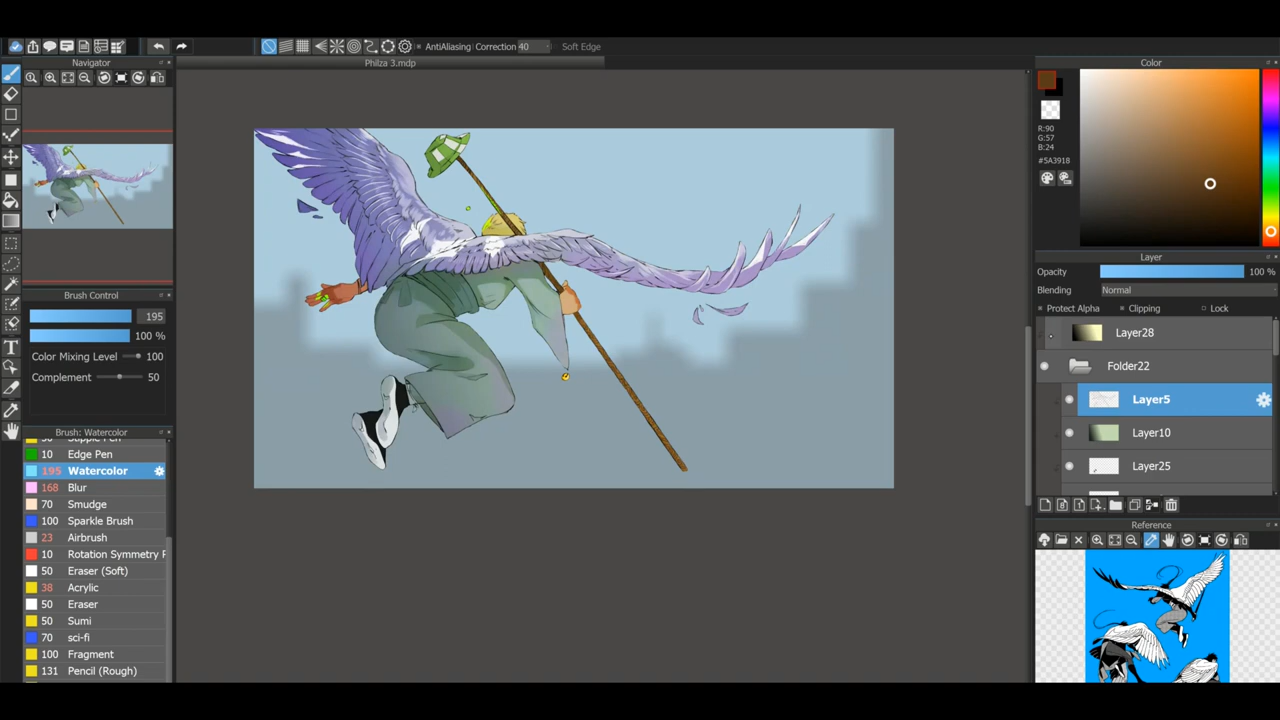 AntiAliasing Correction 40 Soft Edge
Navigator
Philza 3.mdp
Color
R:90
G:57
B:24
#5A3918
Layer
Opacity 100 %
Blending Normal
Protect Alpha Clipping Lock
Layer28
Folder22
Layer5
Layer10
Layer25
Reference
Brush Control
195
100 %
Color Mixing Level 100
Complement 50
Brush: Watercolor
10 Edge Pen
195 Watercolor
168 Blur
70 Smudge
100 Sparkle Brush
23 Airbrush
10 Rotation Symmetry P
50 Eraser (Soft)
38 Acrylic
50 Eraser
50 Sumi
70 sci-fi
100 Fragment
131 Pencil (Rough)